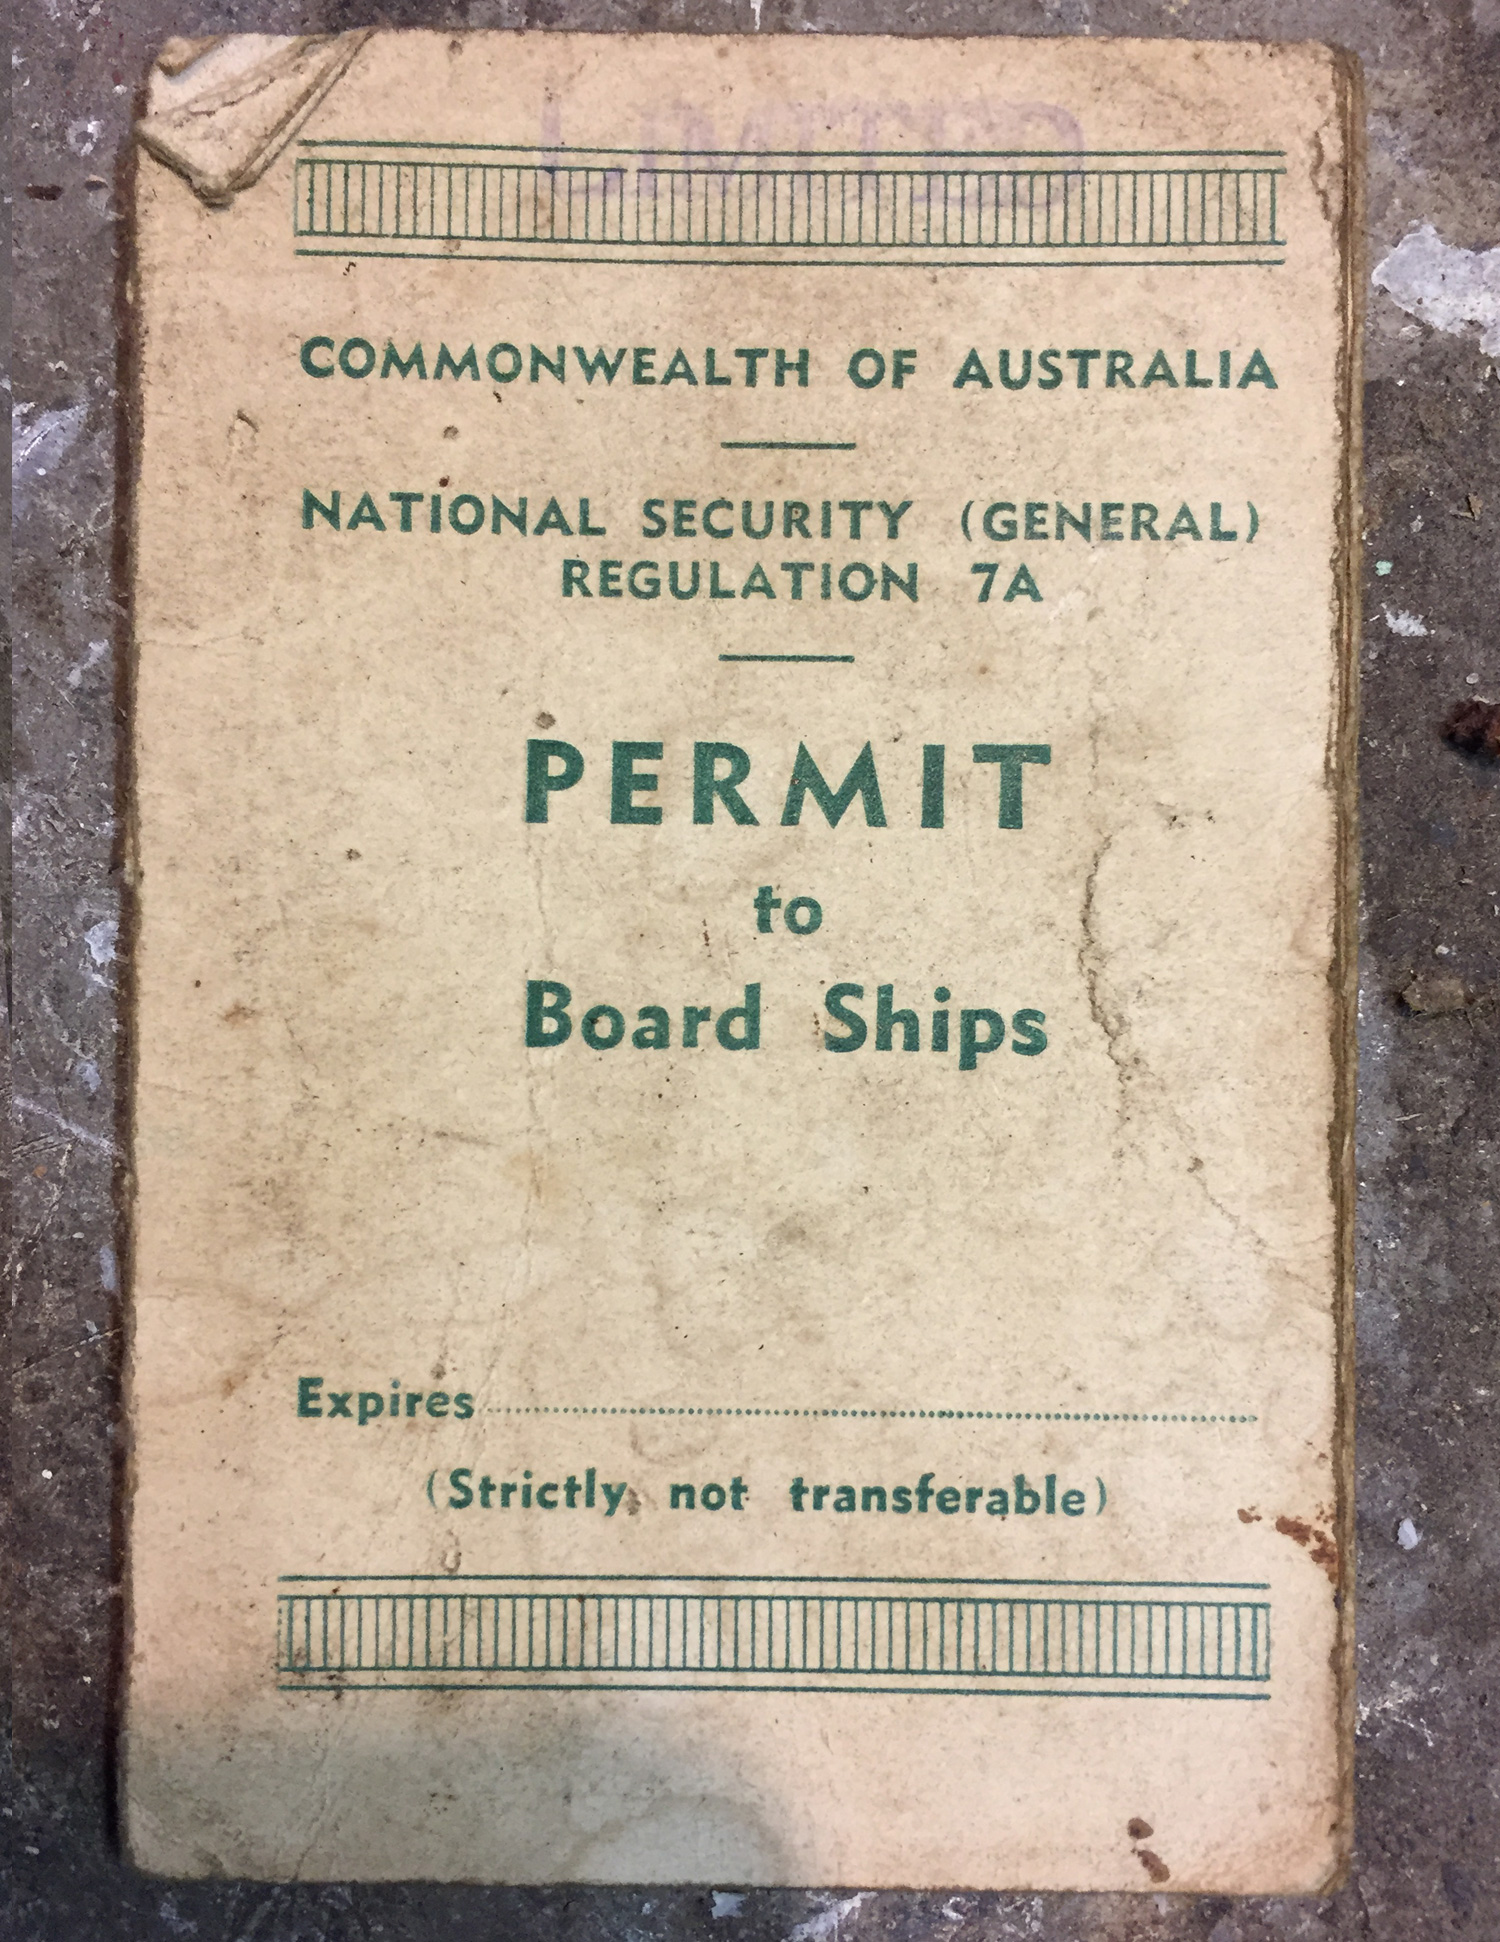 COMMONWEALTH OF AUSTRALIA
NATIONAL SECURITY (GENERAL)
REGULATION 7A
PERMIT
to
Board Ships
Expires
(Strictly not transferable)